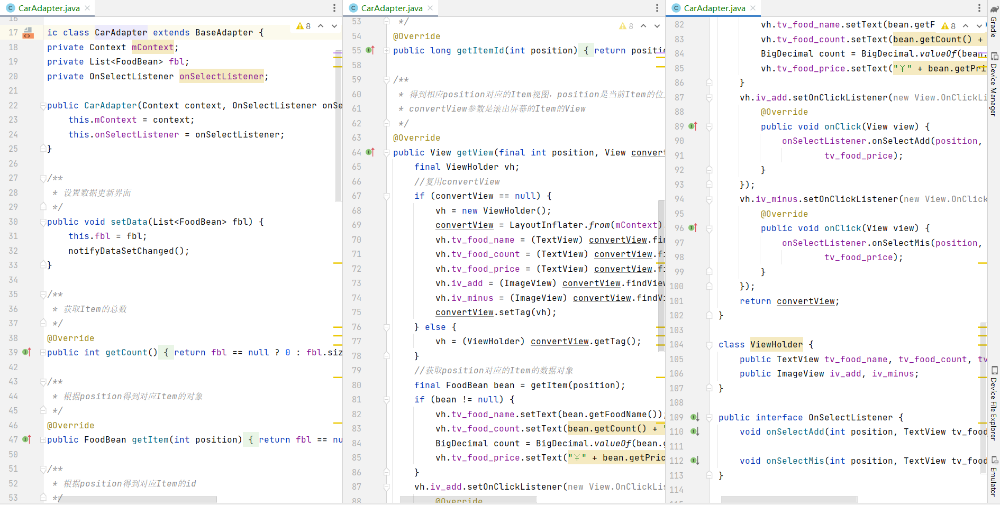 CarAdapter.java
8
16
17 ic class CarAdapter extends BaseAdapter {
18 private Context mContext;
19 private List<FoodBean> fbl;
20 private OnSelectListener onSelectListener;
21
22 public CarAdapter(Context context, OnSelectListener onSe
23 this.mContext = context;
24 this.onSelectListener = onSelectListener;
25 }
26
27 /**
28 * 设置数据更新界面
29 */
30 public void setData(List<FoodBean> fbl) {
31 this.fbl = fbl;
32 notifyDataSetChanged();
33 }
34
35 /**
36 * 获取Item的总数
37 */
38 @Override
39 public int getCount() { return fbl == null ? 0 : fbl.siz
42
43 /**
44 * 根据position得到对应Item的对象
45 */
46 @Override
47 public FoodBean getItem(int position) { return fbl == nu
50
51 /**
52 * 根据position得到对应Item的id
53 */
CarAdapter.java
8
53 */
54 @Override
55 public long getItemId(int position) { return positio
58
59 /**
60 * 得到相应position对应的Item视图，position是当前Item的位
61 * convertView参数是滚出屏幕的Item的View
62 */
63 @Override
64 public View getView(final int position, View conver
65 final ViewHolder vh;
66 //复用convertView
67 if (convertView == null) {
68 vh = new ViewHolder();
69 convertView = LayoutInflater.from(mContext).
70 vh.tv_food_name = (TextView) convertView.fin
71 vh.tv_food_count = (TextView) convertView.fi
72 vh.tv_food_price = (TextView) convertView.fi
73 vh.iv_add = (ImageView) convertView.findView
74 vh.iv_minus = (ImageView) convertView.findVi
75 convertView.setTag(vh);
76 } else {
77 vh = (ViewHolder) convertView.getTag();
78 }
79 //获取position对应的Item的数据对象
80 final FoodBean bean = getItem(position);
81 if (bean != null) {
82 vh.tv_food_name.setText(bean.getFoodName());
83 vh.tv_food_count.setText(bean.getCount() + "
84 BigDecimal count = BigDecimal.valueOf(bean.g
85 vh.tv_food_price.setText("￥" + bean.getPric
86 }
87 vh.iv_add.setOnClickListener(new View.OnClickLis
88 @Override
CarAdapter.java
8
82 vh.tv_food_name.setText(bean.getF
83 vh.tv_food_count.setText(bean.getCount() +
84 BigDecimal count = BigDecimal.valueOf(bean.
85 vh.tv_food_price.setText("￥" + bean.getPri
86 }
87 vh.iv_add.setOnClickListener(new View.OnClickLi
88 @Override
89 public void onClick(View view) {
90 onSelectListener.onSelectAdd(position,
91 tv_food_price);
92 }
93 });
94 vh.iv_minus.setOnClickListener(new View.OnClick
95 @Override
96 public void onClick(View view) {
97 onSelectListener.onSelectMis(position,
98 tv_food_price);
99 }
100 });
101 return convertView;
102 }
103
104 class ViewHolder {
105 public TextView tv_food_name, tv_food_count, tv
106 public ImageView iv_add, iv_minus;
107 }
108
109 public interface OnSelectListener {
110 void onSelectAdd(int position, TextView tv_food
111
112 void onSelectMis(int position, TextView tv_food
113 }
114
Gradle
Device Manager
Device File Explorer
Emulator